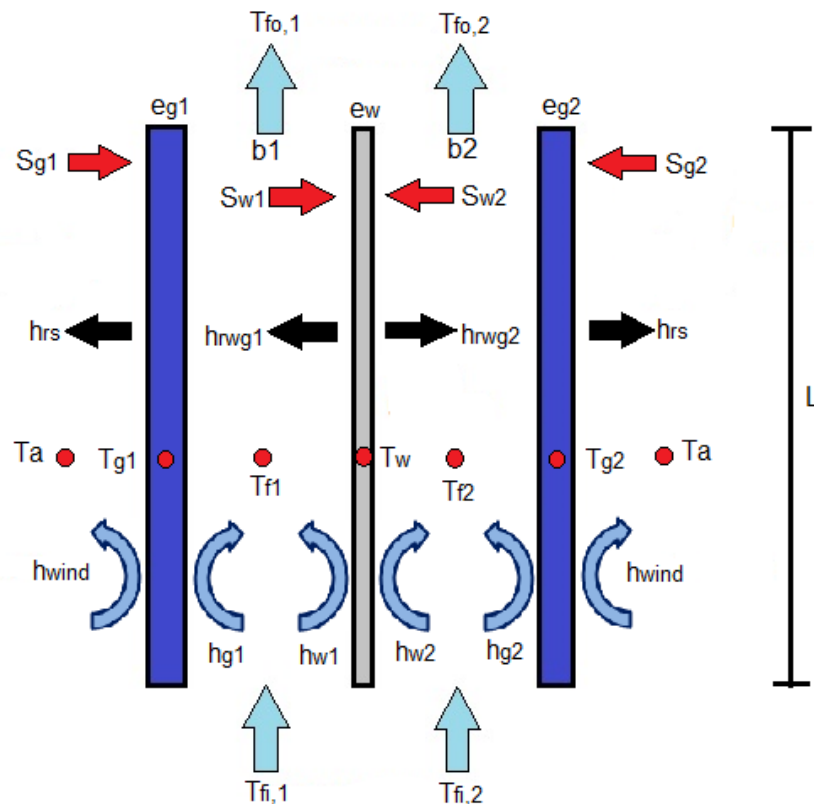 Tfo,1 Tfo,2
eg1 ew eg2
b1 b2
Sg1 Sg2
Sw1 Sw2
hrs hrwg1 hrwg2 hrs
L
Ta Tg1 Tf1 Tw Tf2 Tg2 Ta
hwind hwind
hg1 hw1 hw2 hg2
Tfi,1 Tfi,2